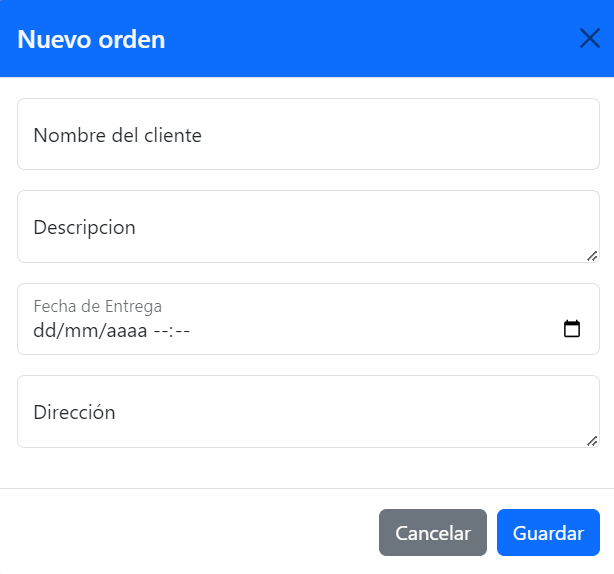 Nuevo orden
Nombre del cliente
Descripcion
Fecha de Entrega
dd/mm/aaaa --:--
Dirección
Cancelar Guardar